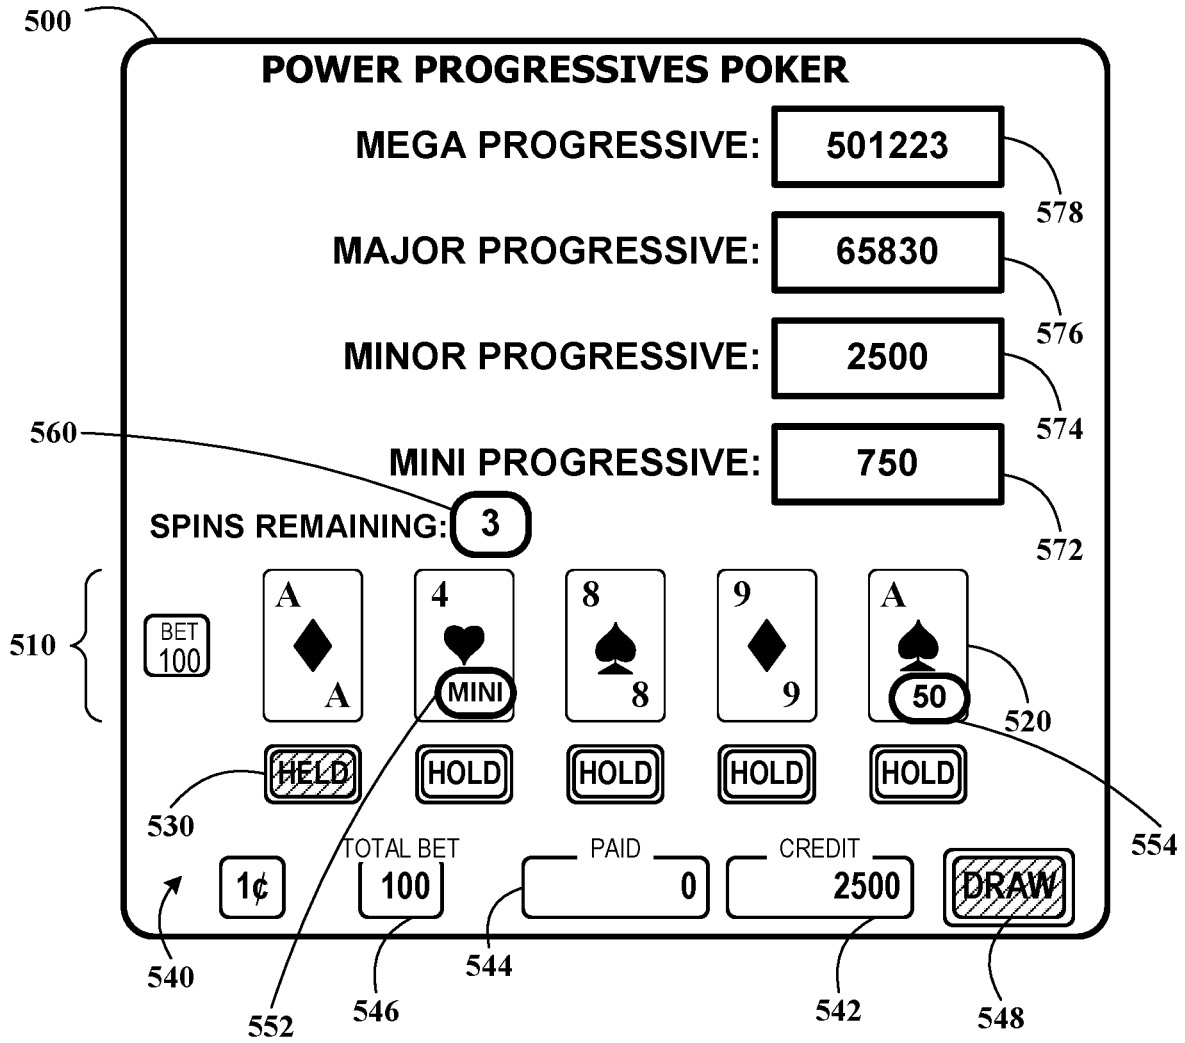 500
POWER PROGRESSIVES POKER
MEGA PROGRESSIVE: 501223
578
MAJOR PROGRESSIVE: 65830
576
MINOR PROGRESSIVE: 2500
574
560
MINI PROGRESSIVE: 750
572
SPINS REMAINING: 3
A 4 8 9 A
510
BET
100
MINI 50
A 8 6
520
HELD HOLD HOLD HOLD HOLD
530
554
TOTAL BET PAID CREDIT
1¢ 100 0 2500 DRAW
540
544
546
552
542
548